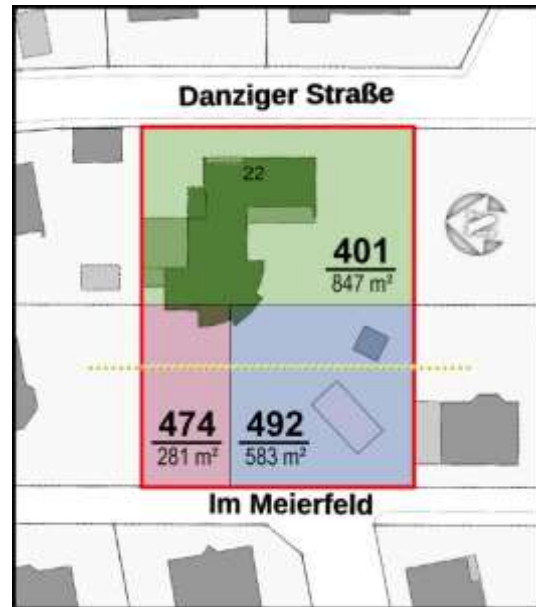 Danziger Straße
22
401
847 m²
474
281 m²
492
583 m²
Im Meierfeld